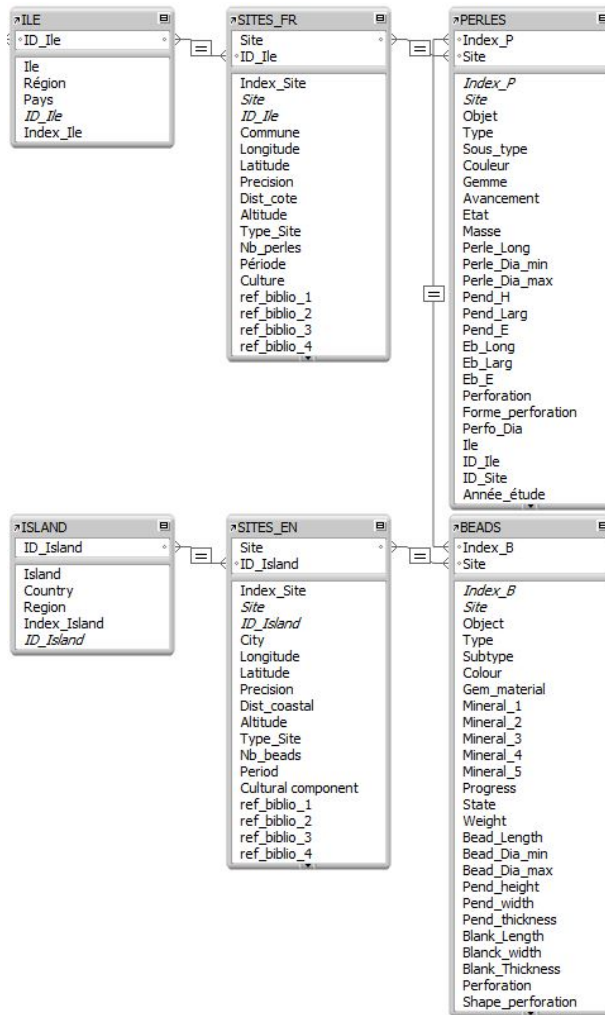 ILE
ID_Ile
Ile
Région
Pays
ID_Ile
Index_Ile
SITES_FR
Site
ID_Ile
Index_Site
Site
ID_Ile
Commune
Longitude
Latitude
Precision
Dist_cote
Altitude
Type_Site
Nb_perles
Période
Culture
ref_biblio_1
ref_biblio_2
ref_biblio_3
ref_biblio_4
PERLES
Index_P
Site
Index_P
Site
Objet
Type
Sous_type
Couleur
Gemme
Avancement
Etat
Masse
Perle_Long
Perle_Dia_min
Perle_Dia_max
Pend_H
Pend_Larg
Pend_E
Eb_Long
Eb_Larg
Eb_E
Perforation
Forme_perforation
Perfo_Dia
Ile
ID_Ile
ID_Site
Année_étude
=
=
=
ISLAND
ID_Island
Island
Country
Region
Index_Island
ID_Island
SITES_EN
Site
ID_Island
Index_Site
Site
ID_Island
City
Longitude
Latitude
Precision
Dist_coastal
Altitude
Type_Site
Nb_beads
Period
Cultural component
ref_biblio_1
ref_biblio_2
ref_biblio_3
ref_biblio_4
BEADS
Index_B
Site
Index_B
Site
Object
Type
Subtype
Colour
Gem_material
Mineral_1
Mineral_2
Mineral_3
Mineral_4
Mineral_5
Progress
State
Weight
Bead_Length
Bead_Dia_min
Bead_Dia_max
Pend_height
Pend_width
Pend_thickness
Blank_Length
Blanck_width
Blank_Thickness
Perforation
Shape_perforation
=
=